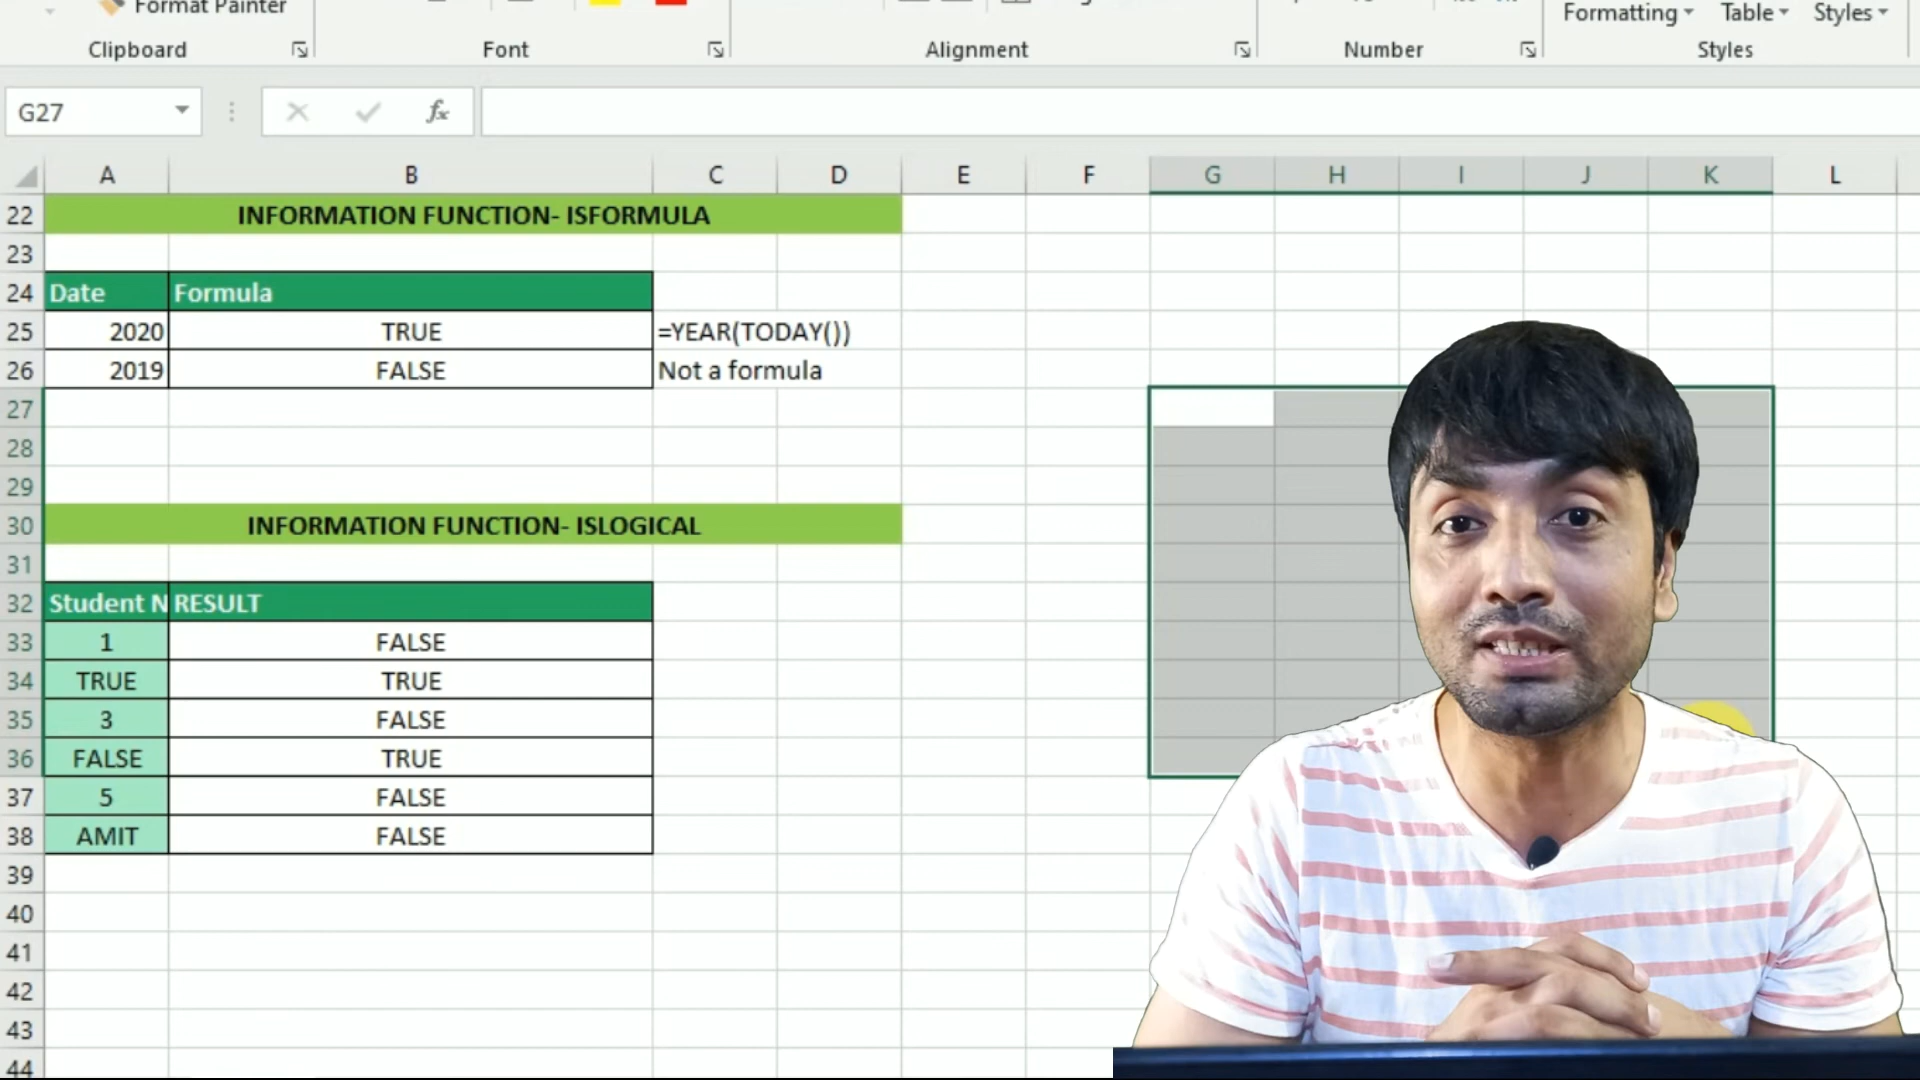 Format Painter
Formatting Table Styles
Clipboard Font Alignment Number Styles
G27 fx
A B C D E F G H I J K L
22 INFORMATION FUNCTION- ISFORMULA
23
24 Date Formula
25 2020 TRUE =YEAR(TODAY())
26 2019 FALSE Not a formula
27
28
29
30 INFORMATION FUNCTION- ISLOGICAL
31
32 Student N RESULT
33 1 FALSE
34 TRUE TRUE
35 3 FALSE
36 FALSE TRUE
37 5 FALSE
38 AMIT FALSE
39
40
41
42
43
44